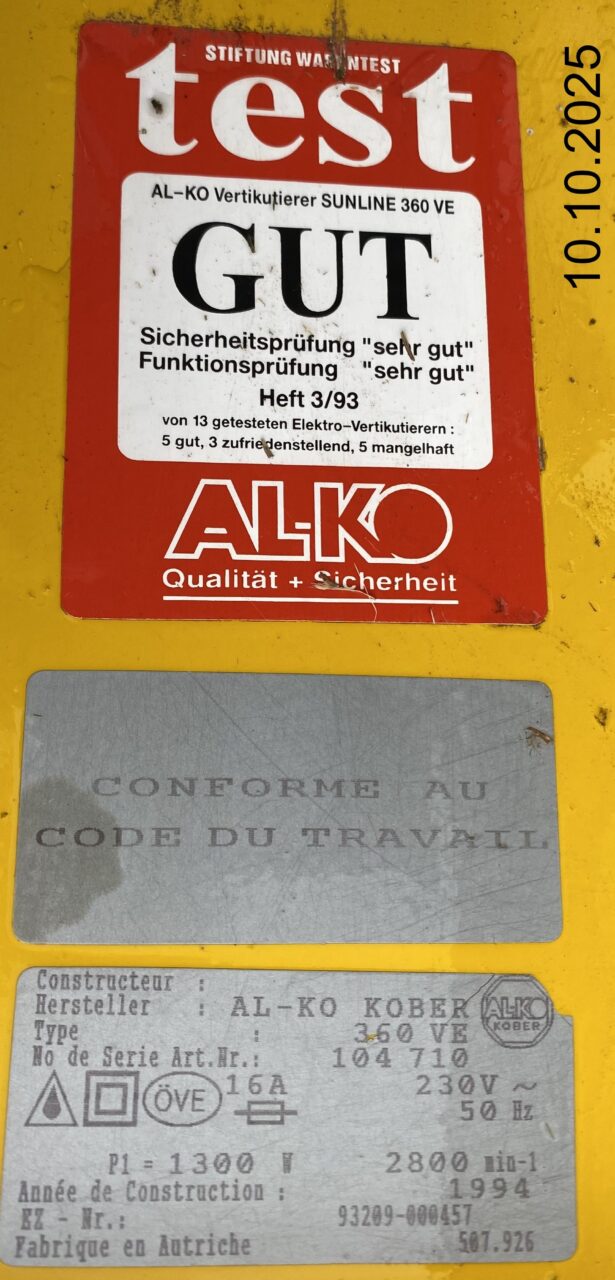 10.10.2025
STIFTUNG WARENTEST
test
AL-KO Vertikutierer SUNLINE 360 VE
GUT
Sicherheitsprüfung "sehr gut"
Funktionsprüfung "sehr gut"
Heft 3/93
von 13 getesteten Elektro-Vertikutierern :
5 gut, 3 zufriedenstellend, 5 mangelhaft
AL-KO
Qualität + Sicherheit
CONFORME AU
CODE DU TRAVAIL
Constructeur :
Hersteller : AL-KO KOBER
AL-KO
KOBER
Type : 360 VE
No de Serie Art.Nr.: 104 710
ÖVE 16A 230V ~
50 Hz
P1 = 1300 W 2800 min-1
Année de Construction : 1994
KZ - Nr.: 93209-000457
Fabrique en Autriche 507.926